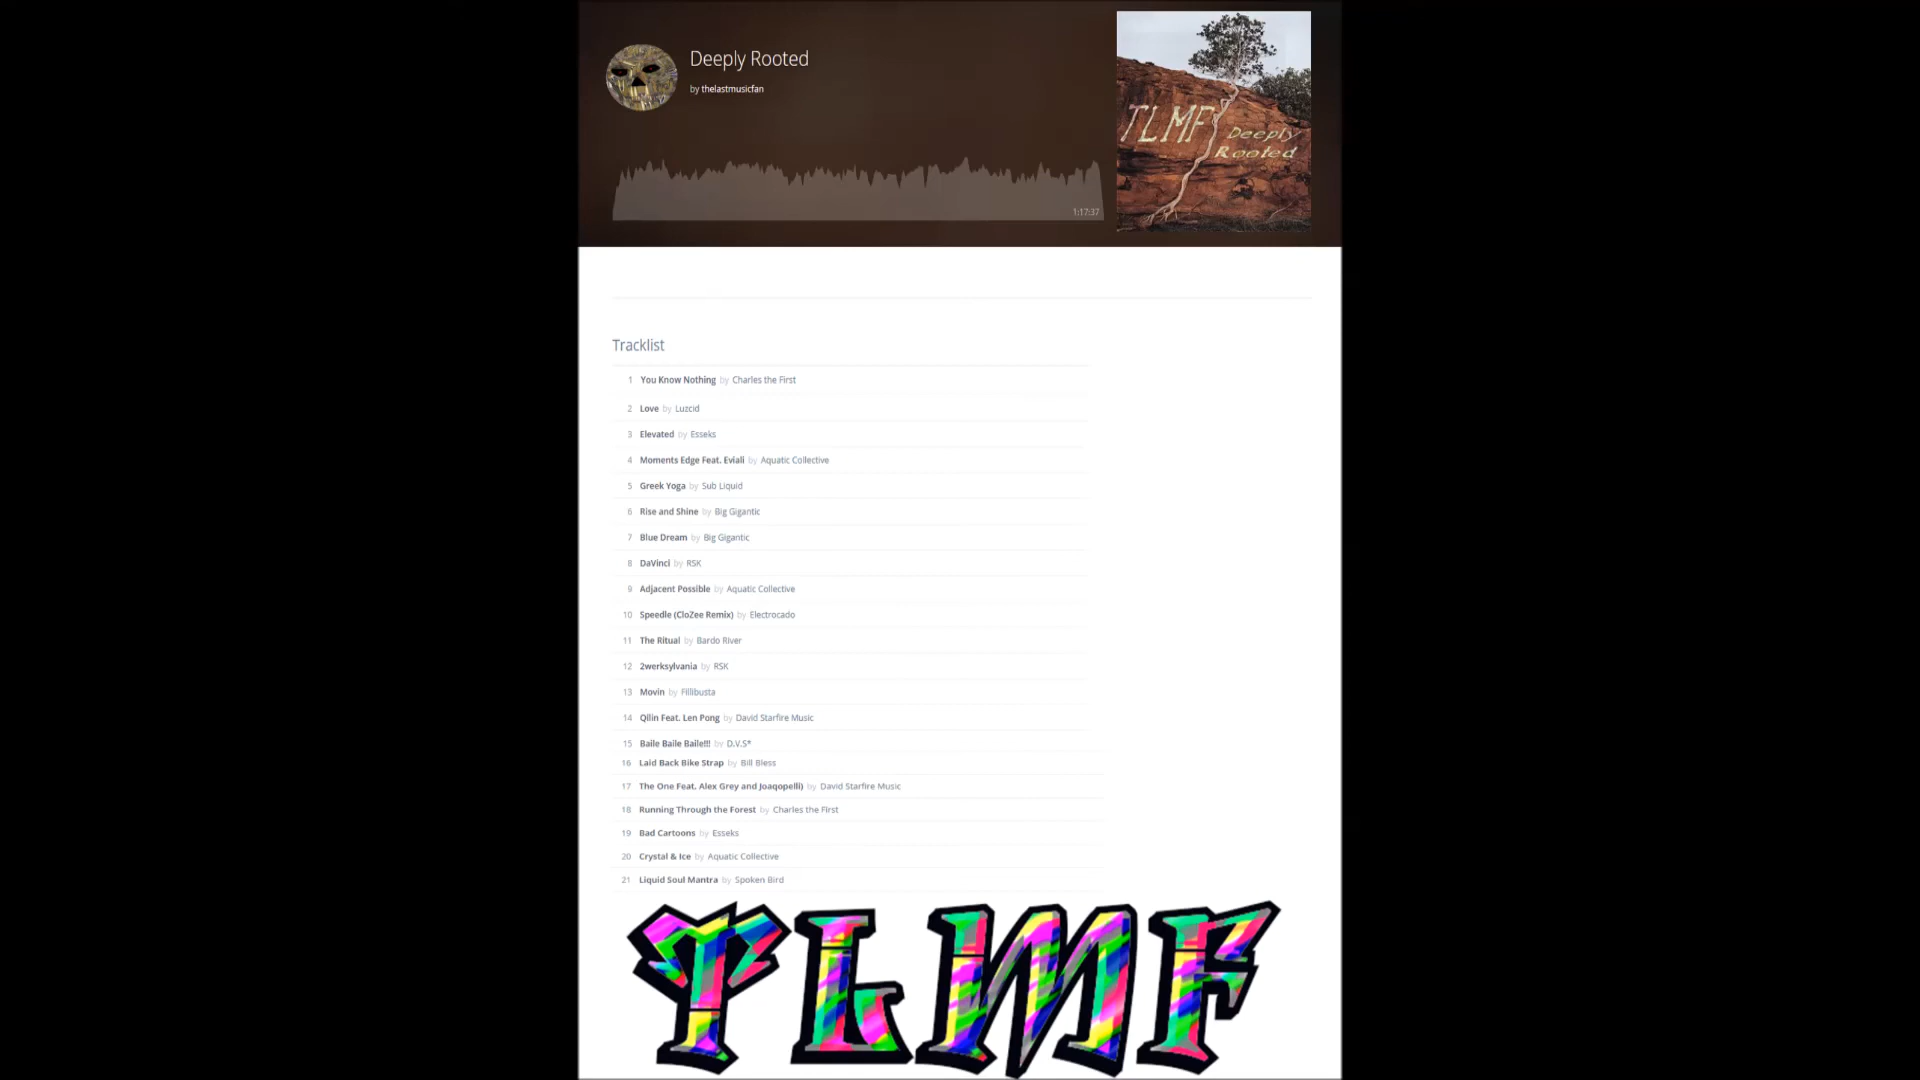 Deeply Rooted
by thelastmusicfan
TLMF Deeply
Rooted
1:17:37
Tracklist
1 You Know Nothing by Charles the First
2 Love by Luzcid
3 Elevated by Esseks
4 Moments Edge Feat. Eviali by Aquatic Collective
5 Greek Yoga by Sub Liquid
6 Rise and Shine by Big Gigantic
7 Blue Dream by Big Gigantic
8 DaVinci by RSK
9 Adjacent Possible by Aquatic Collective
10 Speedle (CloZee Remix) by Electrocado
11 The Ritual by Bardo River
12 2werksylvania by RSK
13 Movin by Fillibusta
14 Qilin Feat. Len Pong by David Starfire Music
15 Baile Baile Baile!!! by D.V.S*
16 Laid Back Bike Strap by Bill Bless
17 The One Feat. Alex Grey and Joaqopelli) by David Starfire Music
18 Running Through the Forest by Charles the First
19 Bad Cartoons by Esseks
20 Crystal & Ice by Aquatic Collective
21 Liquid Soul Mantra by Spoken Bird
TLMF